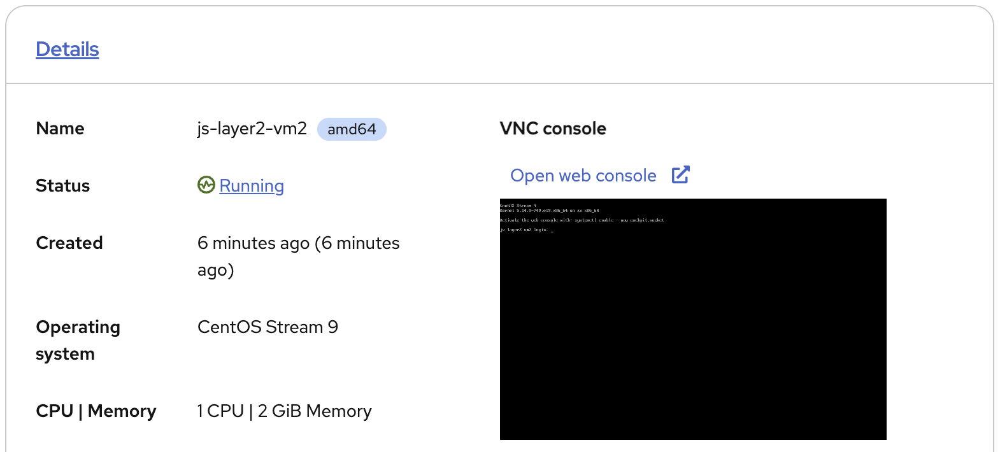 Details
Name js-layer2-vm2 amd64
Status Running
Created 6 minutes ago (6 minutes
ago)
Operating
system CentOS Stream 9
CPU | Memory 1 CPU | 2 GiB Memory
VNC console
Open web console
CentOS Stream 9
Kernel 5.14.0-749.el9.x86_64 on an x86_64
Activate the web console with: systemctl enable --now cockpit.socket
js-layer2-vm2 login: _